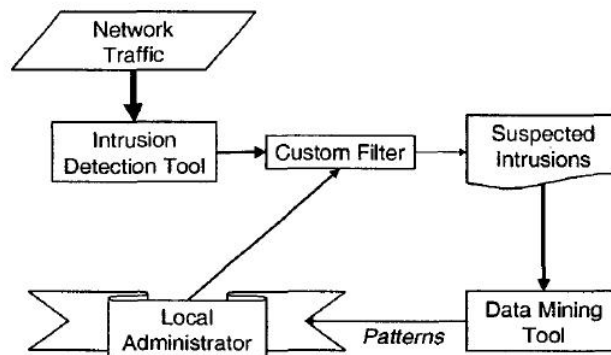 Network
Traffic
Intrusion
Detection Tool
Custom Filter
Suspected
Intrusions
Local
Administrator
Patterns
Data Mining
Tool